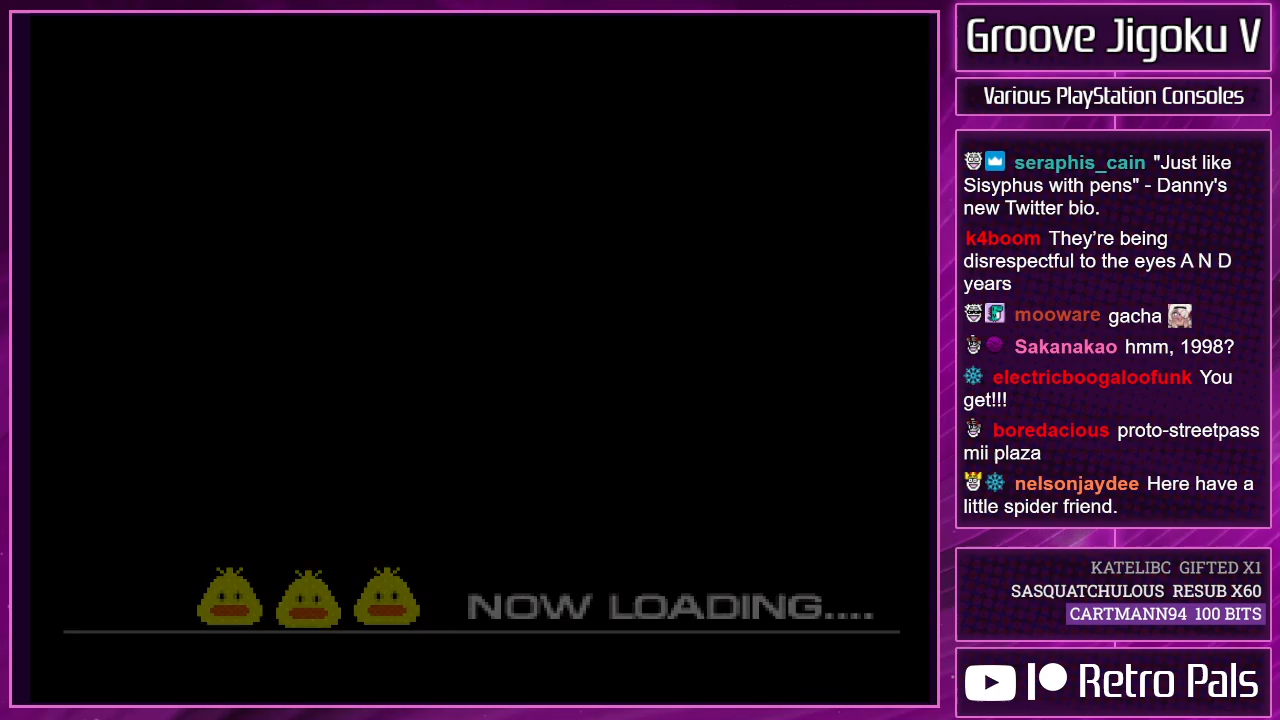 Groove Jigoku V
Various PlayStation Consoles
seraphis_cain "Just like
Sisyphus with pens" - Danny's
new Twitter bio.
k4boom They’re being
disrespectful to the eyes A N D
years
mooware gacha
Sakanakao hmm, 1998?
electricboogaloofunk You
get!!!
boredacious proto-streetpass
mii plaza
nelsonjaydee Here have a
little spider friend.
NOW LOADING....
KATELIBC GIFTED X1
SASQUATCHULOUS RESUB X60
CARTMANN94 100 BITS
Retro Pals